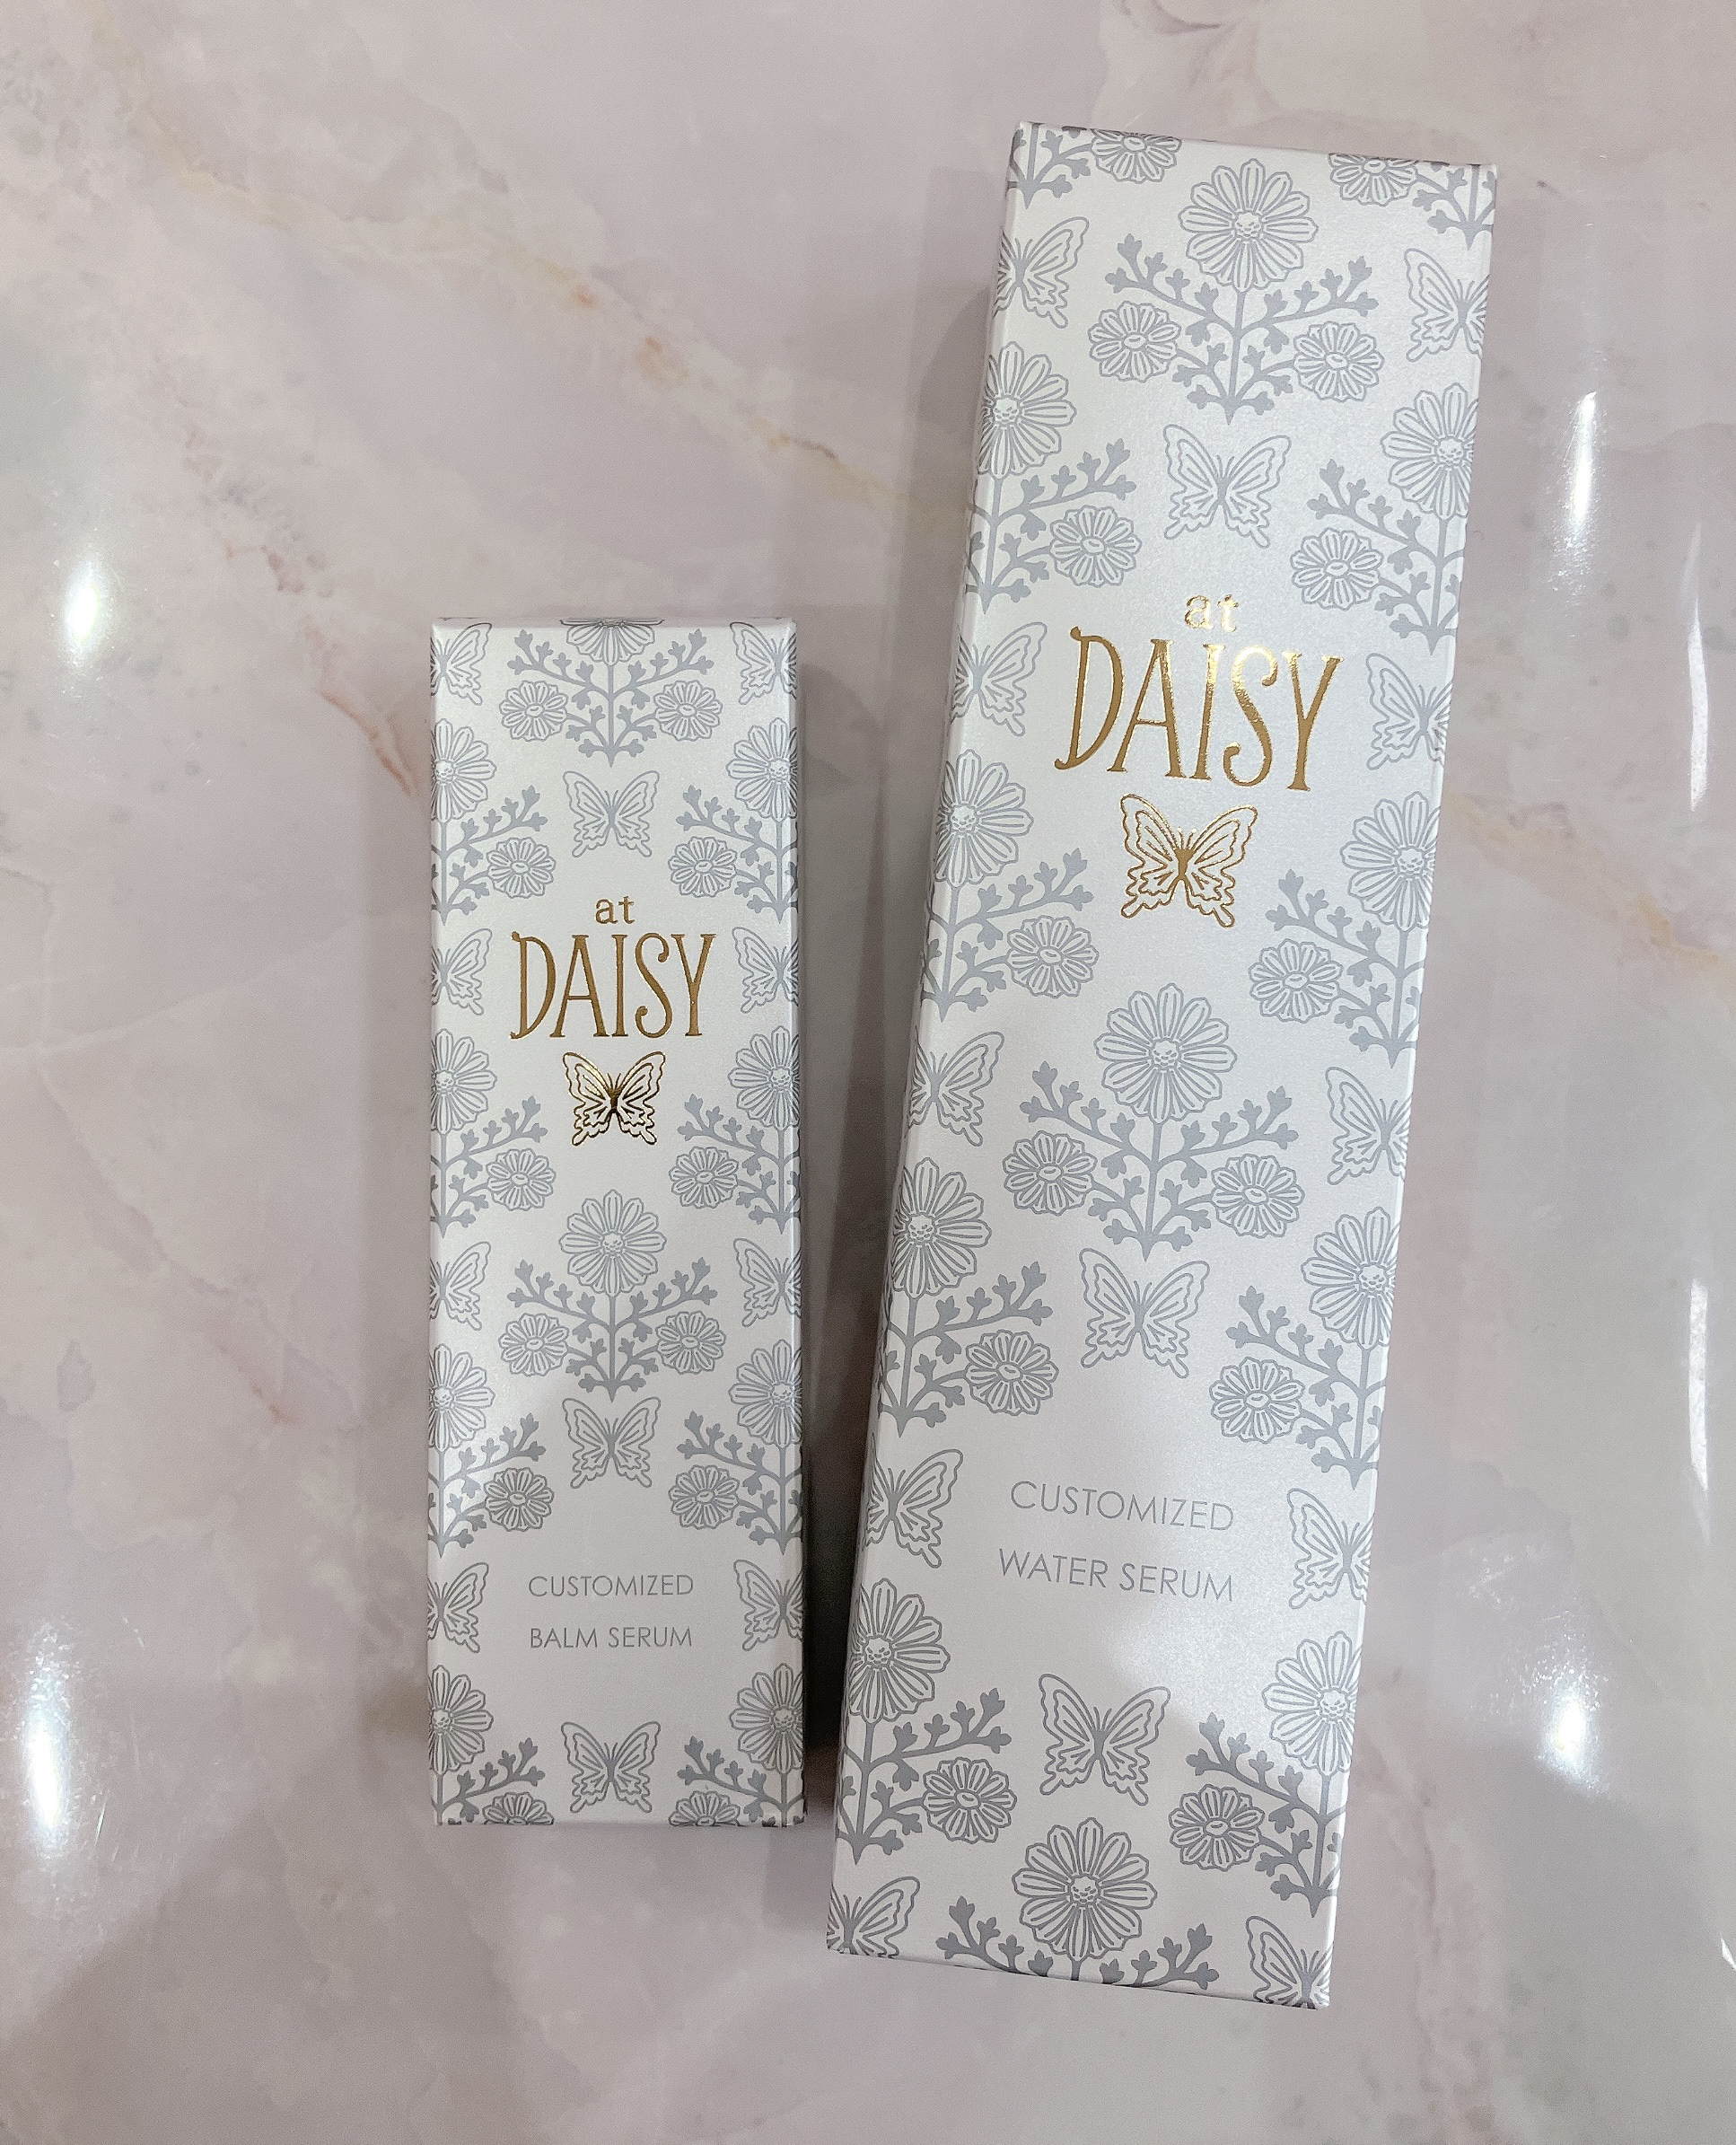 at
DAISY
CUSTOMIZED
BALM SERUM
at
DAISY
CUSTOMIZED
WATER SERUM